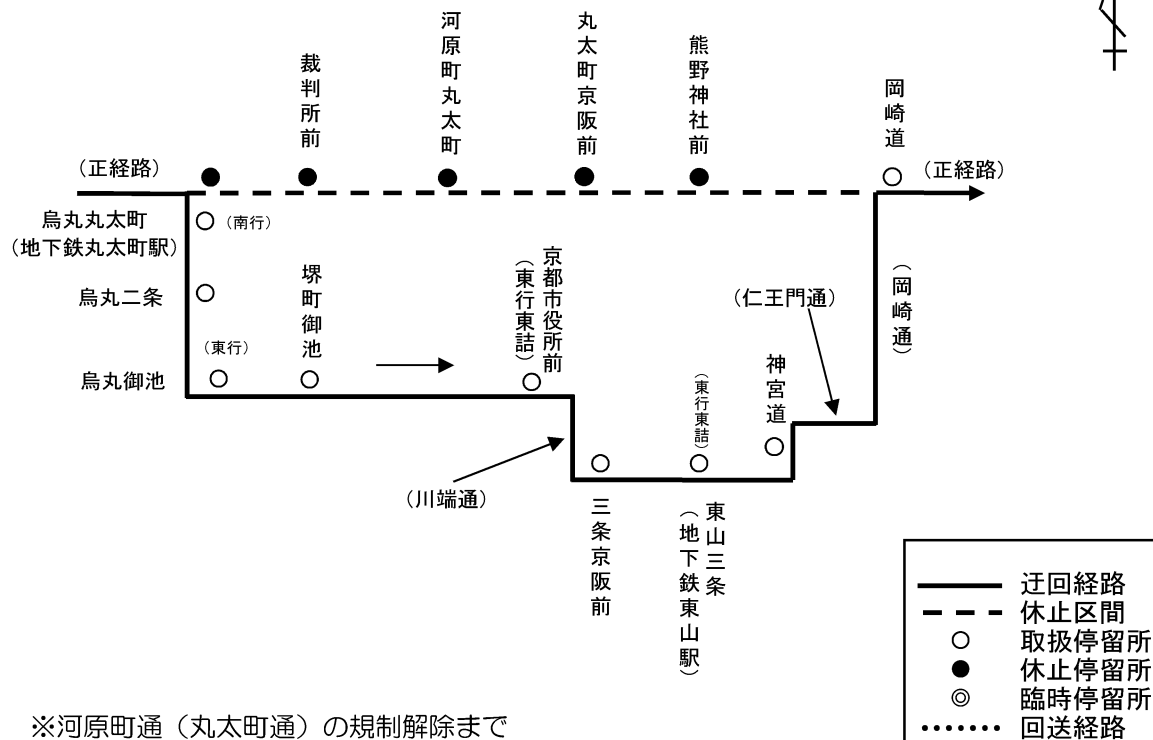 裁判所前
河原町丸太町
丸太町京阪前
熊野神社前
岡崎道
（正経路）
（正経路）
烏丸丸太町
（地下鉄丸太町駅）
（南行）
烏丸二条
（東行）
烏丸御池
堺町御池
京都市役所前
（東行東詰）
（仁王門通）
（岡崎通）
神宮道
（東行東詰）
（川端通）
三条京阪前
東山三条
（地下鉄東山駅）
迂回経路
休止区間
取扱停留所
休止停留所
臨時停留所
回送経路
※河原町通（丸太町通）の規制解除まで